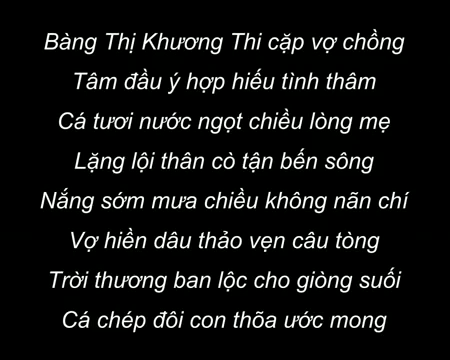 Bàng Thị Khương Thi cặp vợ chồng
Tâm đầu ý hợp hiếu tình thâm
Cá tươi nước ngọt chiều lòng mẹ
Lặng lội thân cò tận bến sông
Nắng sớm mưa chiều không nãn chí
Vợ hiền dâu thảo vẹn câu tòng
Trời thương ban lộc cho giòng suối
Cá chép đôi con thõa ước mong